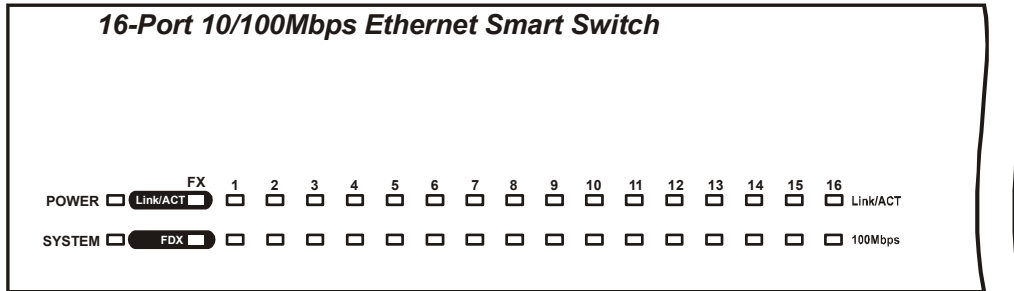 16-Port 10/100Mbps Ethernet Smart Switch
FX 1 2 3 4 5 6 7 8 9 10 11 12 13 14 15 16
POWER Link/ACT Link/ACT
SYSTEM FDX 100Mbps